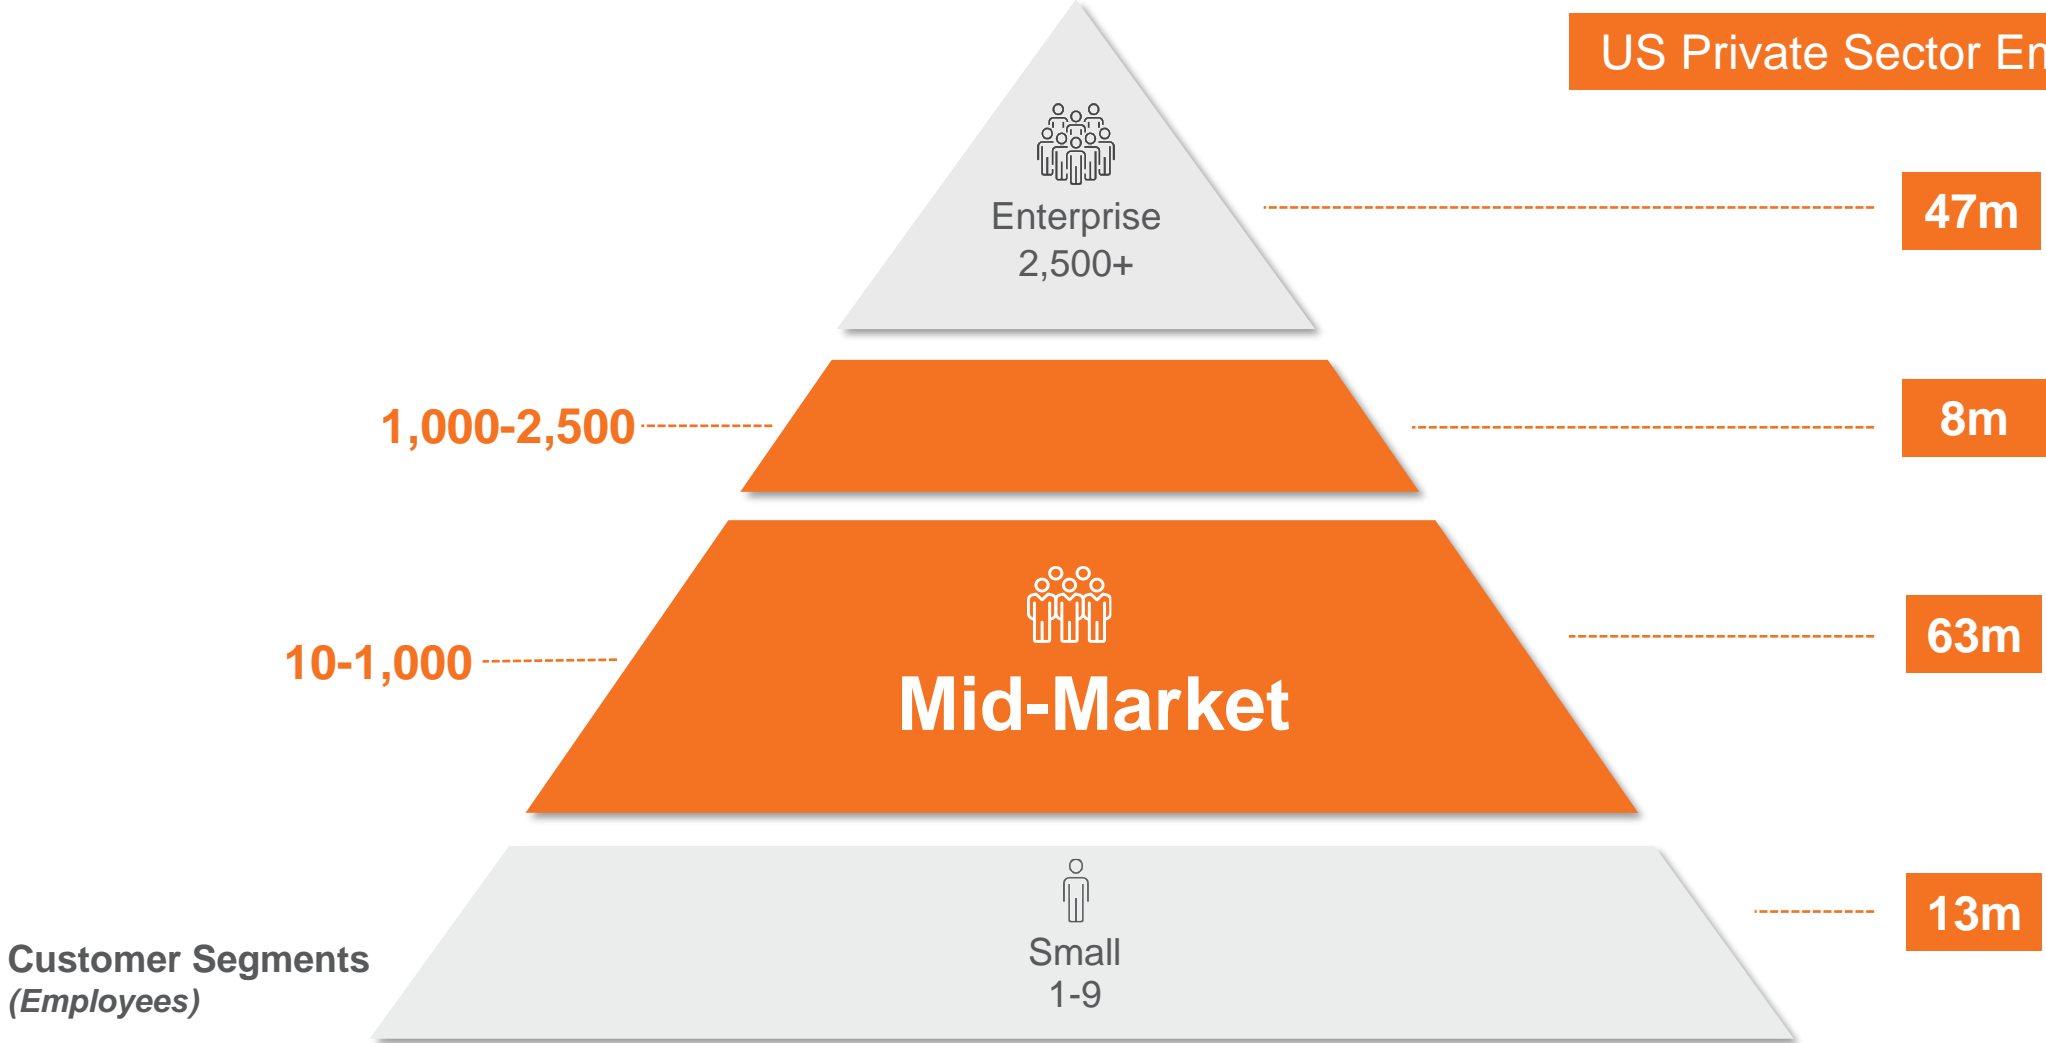 US Private Sector
Enterprise
2,500+
47m
1,000-2,500
8m
10-1,000
Mid-Market
63m
Small
1-9
13m
Customer Segments
(Employees)